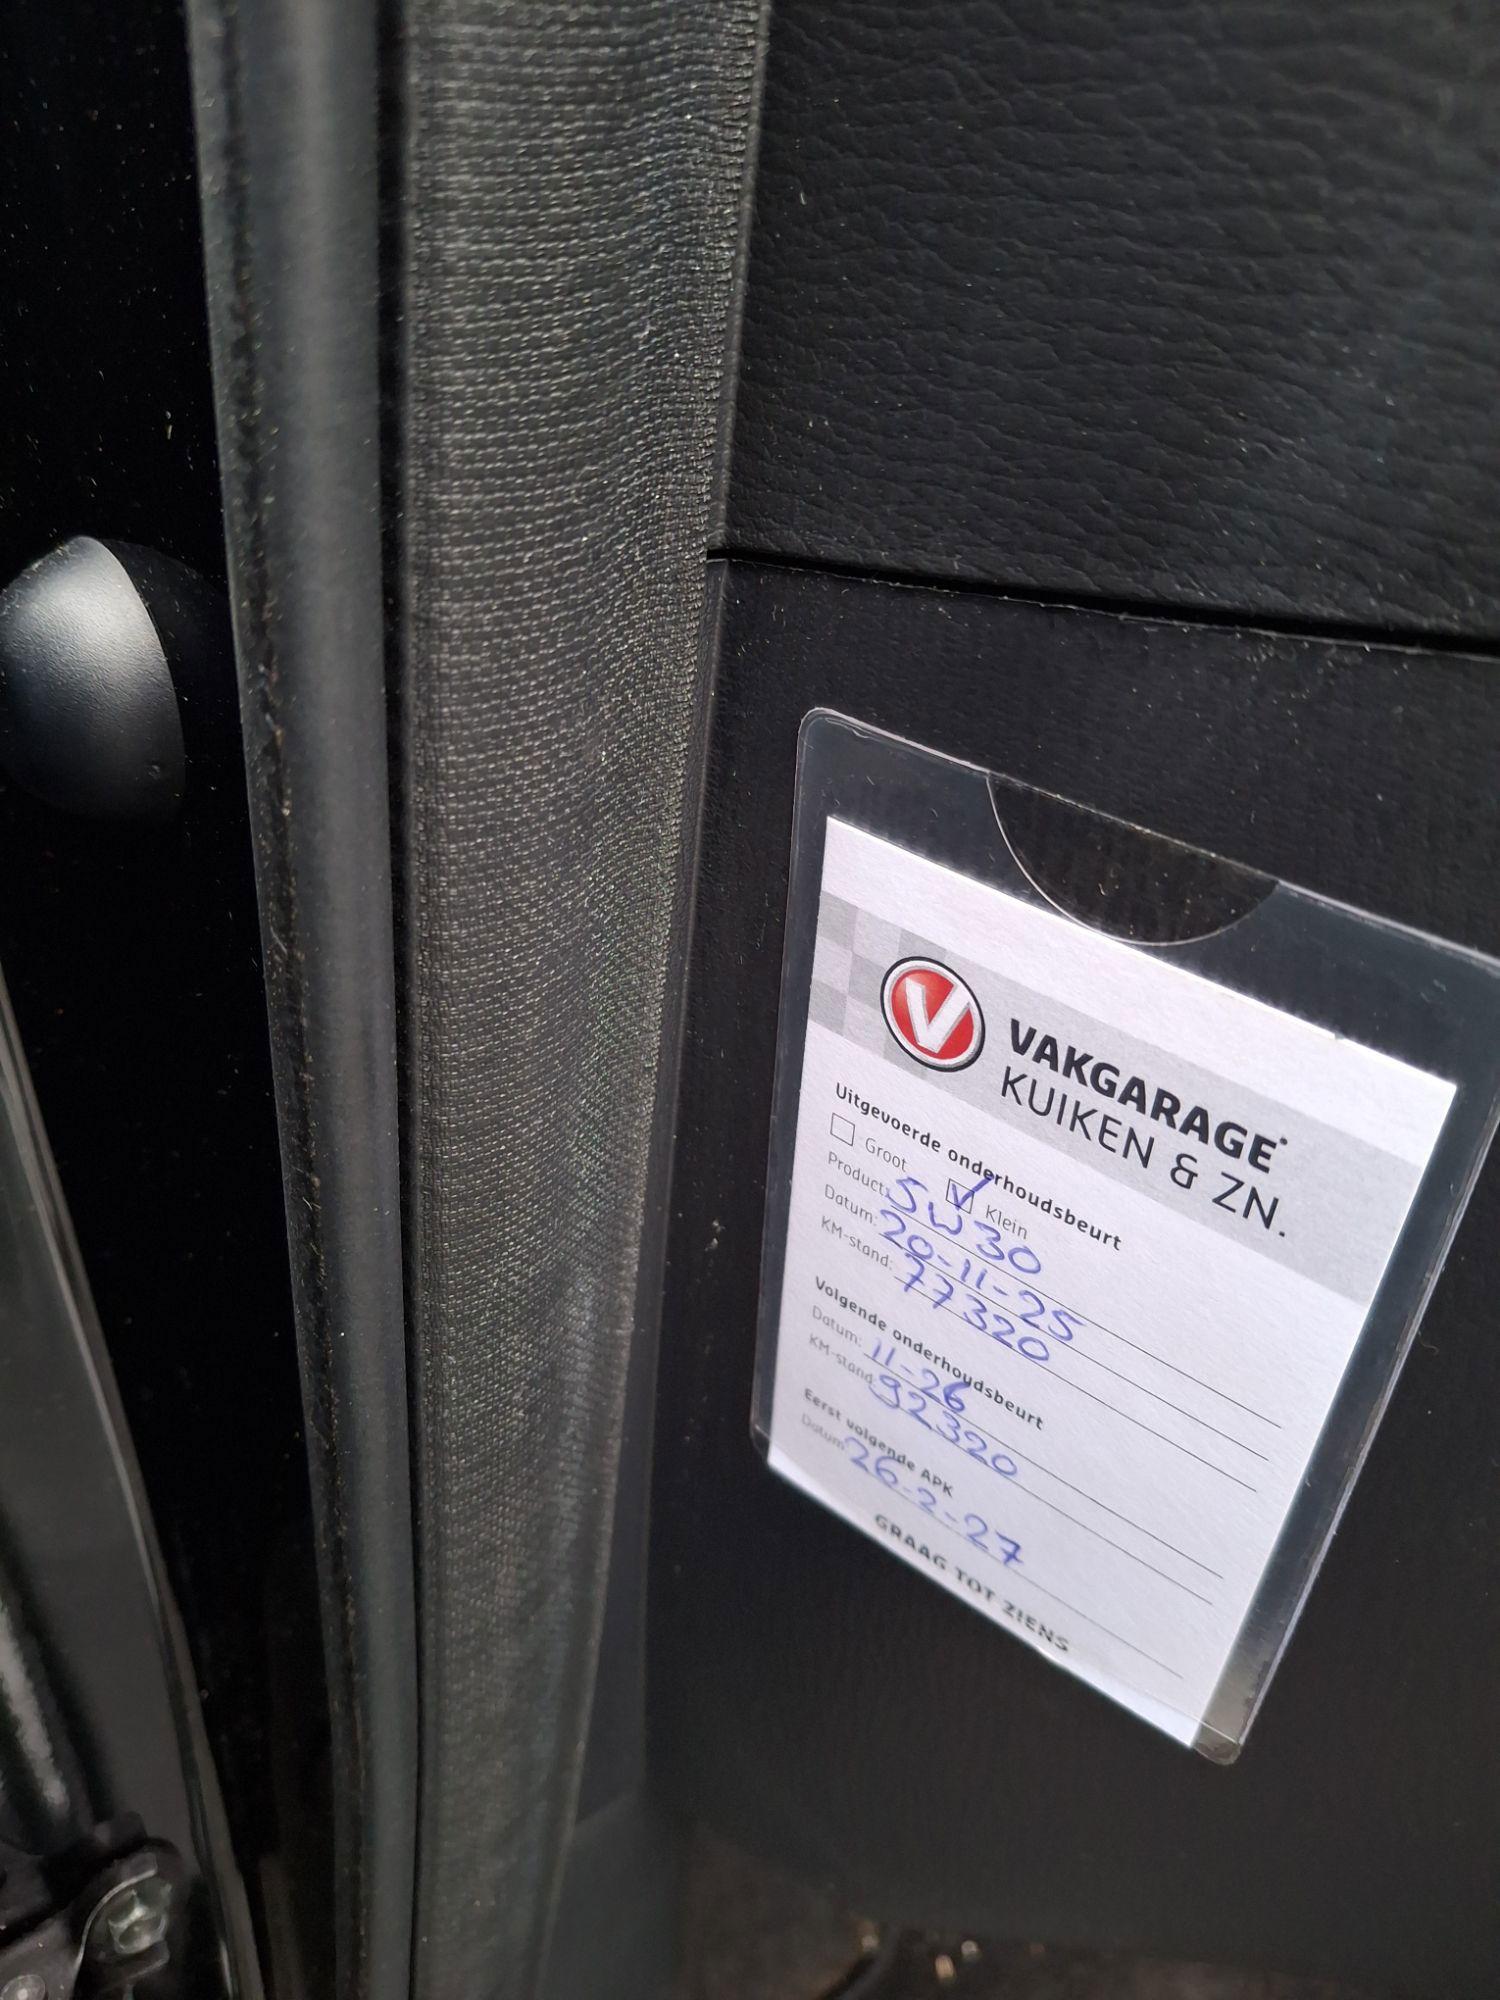 V
VAKGARAGE
KUIKEN & ZN.
Uitgevoerde onderhoudsbeurt
Groot Klein
Product: 5W30
Datum: 20-11-25
KM-stand: 77320
Volgende onderhoudsbeurt
Datum: 11-26
KM-stand: 92320
Eerst volgende APK
Datum: 26-2-27
GRAAG TOT ZIENS